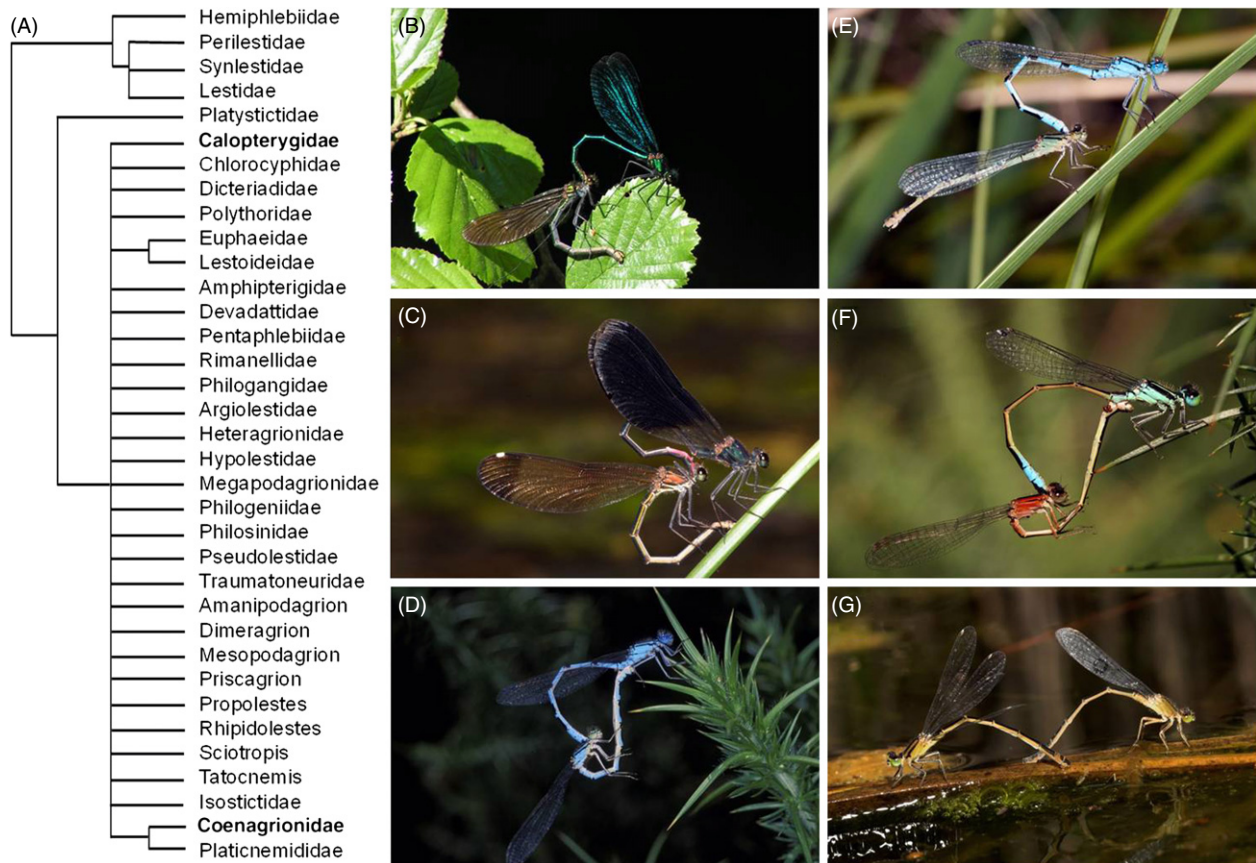 (A)
Hemiphlebiidae
Perilestidae
Synlestidae
Lestidae
Platystictidae
Calopterygidae
Chlorocyphidae
Dicteriadidae
Polythoridae
Euphaeidae
Lestoideidae
Amphipterigidae
Devadattidae
Pentaphlebiidae
Rimanellidae
Philogangidae
Argiolestidae
Heteragrionidae
Hypolestidae
Megapodagrionidae
Philogeniidae
Philosinidae
Pseudolestidae
Traumatoneuridae
Amanipodagrion
Dimeragrion
Mesopodagrion
Priscagrion
Propolestes
Rhipidolestes
Sciotropis
Tatocnemis
Isostictidae
Coenagrionidae
Platicnemididae
(B)
(C)
(D)
(E)
(F)
(G)